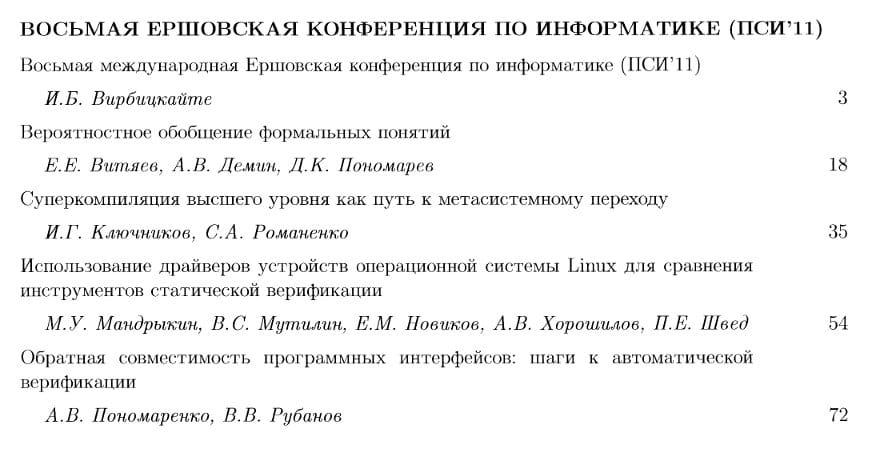 ВОСЬМАЯ ЕРШОВСКАЯ КОНФЕРЕНЦИЯ ПО ИНФОРМАТИКЕ (ПСИ'11)
Восьмая международная Ершовская конференция по информатике (ПСИ'11)
И.Б. Вирбицкайте 3
Вероятностное обобщение формальных понятий
Е.Е. Витяев, А.В. Демин, Д.К. Пономарев 18
Суперкомпиляция высшего уровня как путь к метасистемному переходу
И.Г. Ключников, С.А. Романенко 35
Использование драйверов устройств операционной системы Linux для сравнения
инструментов статической верификации
М.У. Мандрыкин, В.С. Мутилин, Е.М. Новиков, А.В. Хорошилов, П.Е. Швед 54
Обратная совместимость программных интерфейсов: шаги к автоматической
верификации
А.В. Пономаренко, В.В. Рубанов 72